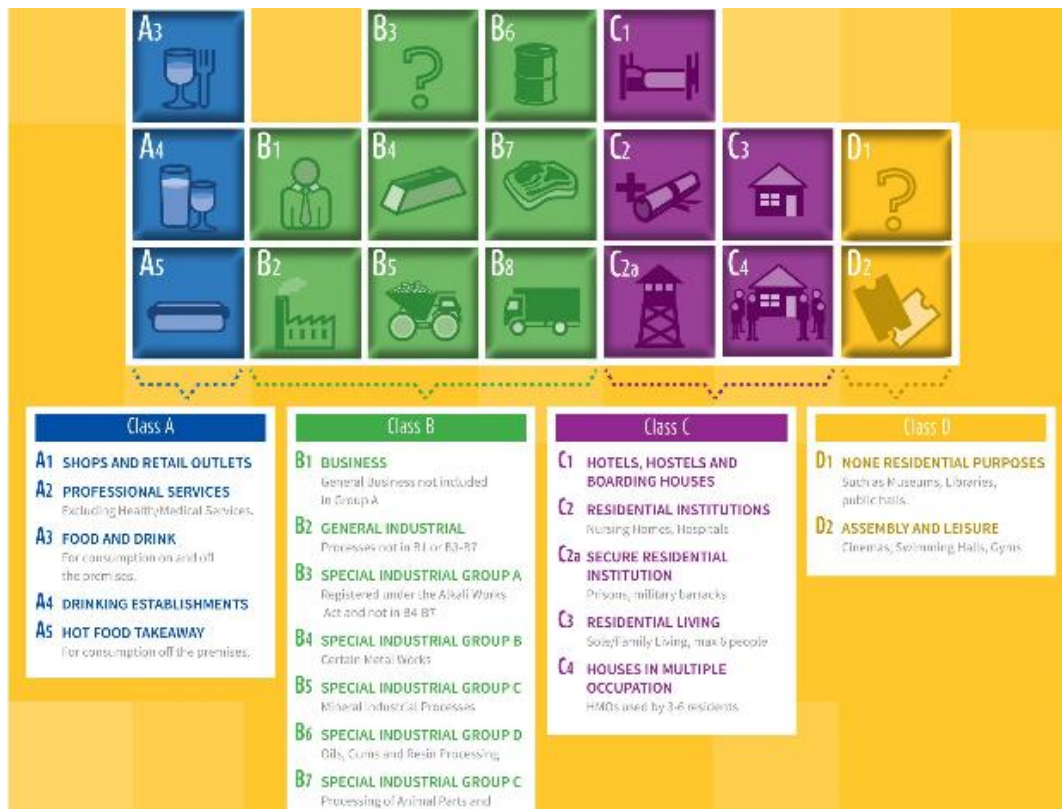 A3
B3
B6
C1
A4
B1
B4
B7
C2
C3
D1
A5
B2
B5
B8
C2a
C4
D2
Class A
A1 SHOPS AND RETAIL OUTLETS
A2 PROFESSIONAL SERVICES
Excluding Health/Medical Services.
A3 FOOD AND DRINK
For consumption on and off
the premises.
A4 DRINKING ESTABLISHMENTS
A5 HOT FOOD TAKEAWAY
For consumption off the premises.
Class B
B1 BUSINESS
General Business not included
in Group A
B2 GENERAL INDUSTRIAL
Processes not in B1 or B3-B7
B3 SPECIAL INDUSTRIAL GROUP A
Registered under the Alkali Works
Act and not in B4-B7
B4 SPECIAL INDUSTRIAL GROUP B
Certain Metal Works
B5 SPECIAL INDUSTRIAL GROUP C
Mineral Industrial Processes
B6 SPECIAL INDUSTRIAL GROUP D
Oils, Gums and Resin Processing
B7 SPECIAL INDUSTRIAL GROUP C
Processing of Animal Parts and
Class C
C1 HOTELS, HOSTELS AND
BOARDING HOUSES
C2 RESIDENTIAL INSTITUTIONS
Nursing Homes, Hospitals
C2a SECURE RESIDENTIAL
INSTITUTION
Prisons, military barracks
C3 RESIDENTIAL LIVING
Sole/Family Living, max 6 people
C4 HOUSES IN MULTIPLE
OCCUPATION
HMOs used by 3-6 residents
Class D
D1 NONE RESIDENTIAL PURPOSES
Such as Museums, Libraries,
public halls.
D2 ASSEMBLY AND LEISURE
Cinemas, Swimming Halls, Gyms